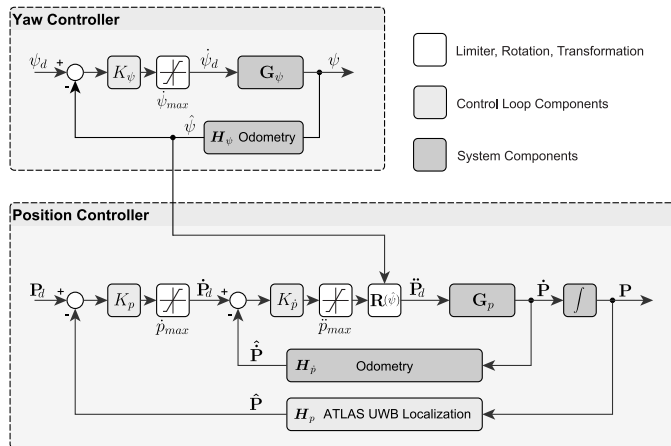 Yaw Controller
ψ_d + - K_ψ ψ̇_max ψ̇_d G_ψ ψ
ψ̂ H_ψ Odometry
Limiter, Rotation, Transformation
Control Loop Components
System Components
Position Controller
P_d + - K_p ṗ_max Ṗ_d + - K_ṗ p̈_max R(ψ̂) P̈_d G_p Ṗ ∫ P
Ṗ̂ H_ṗ Odometry
P̂ H_p ATLAS UWB Localization